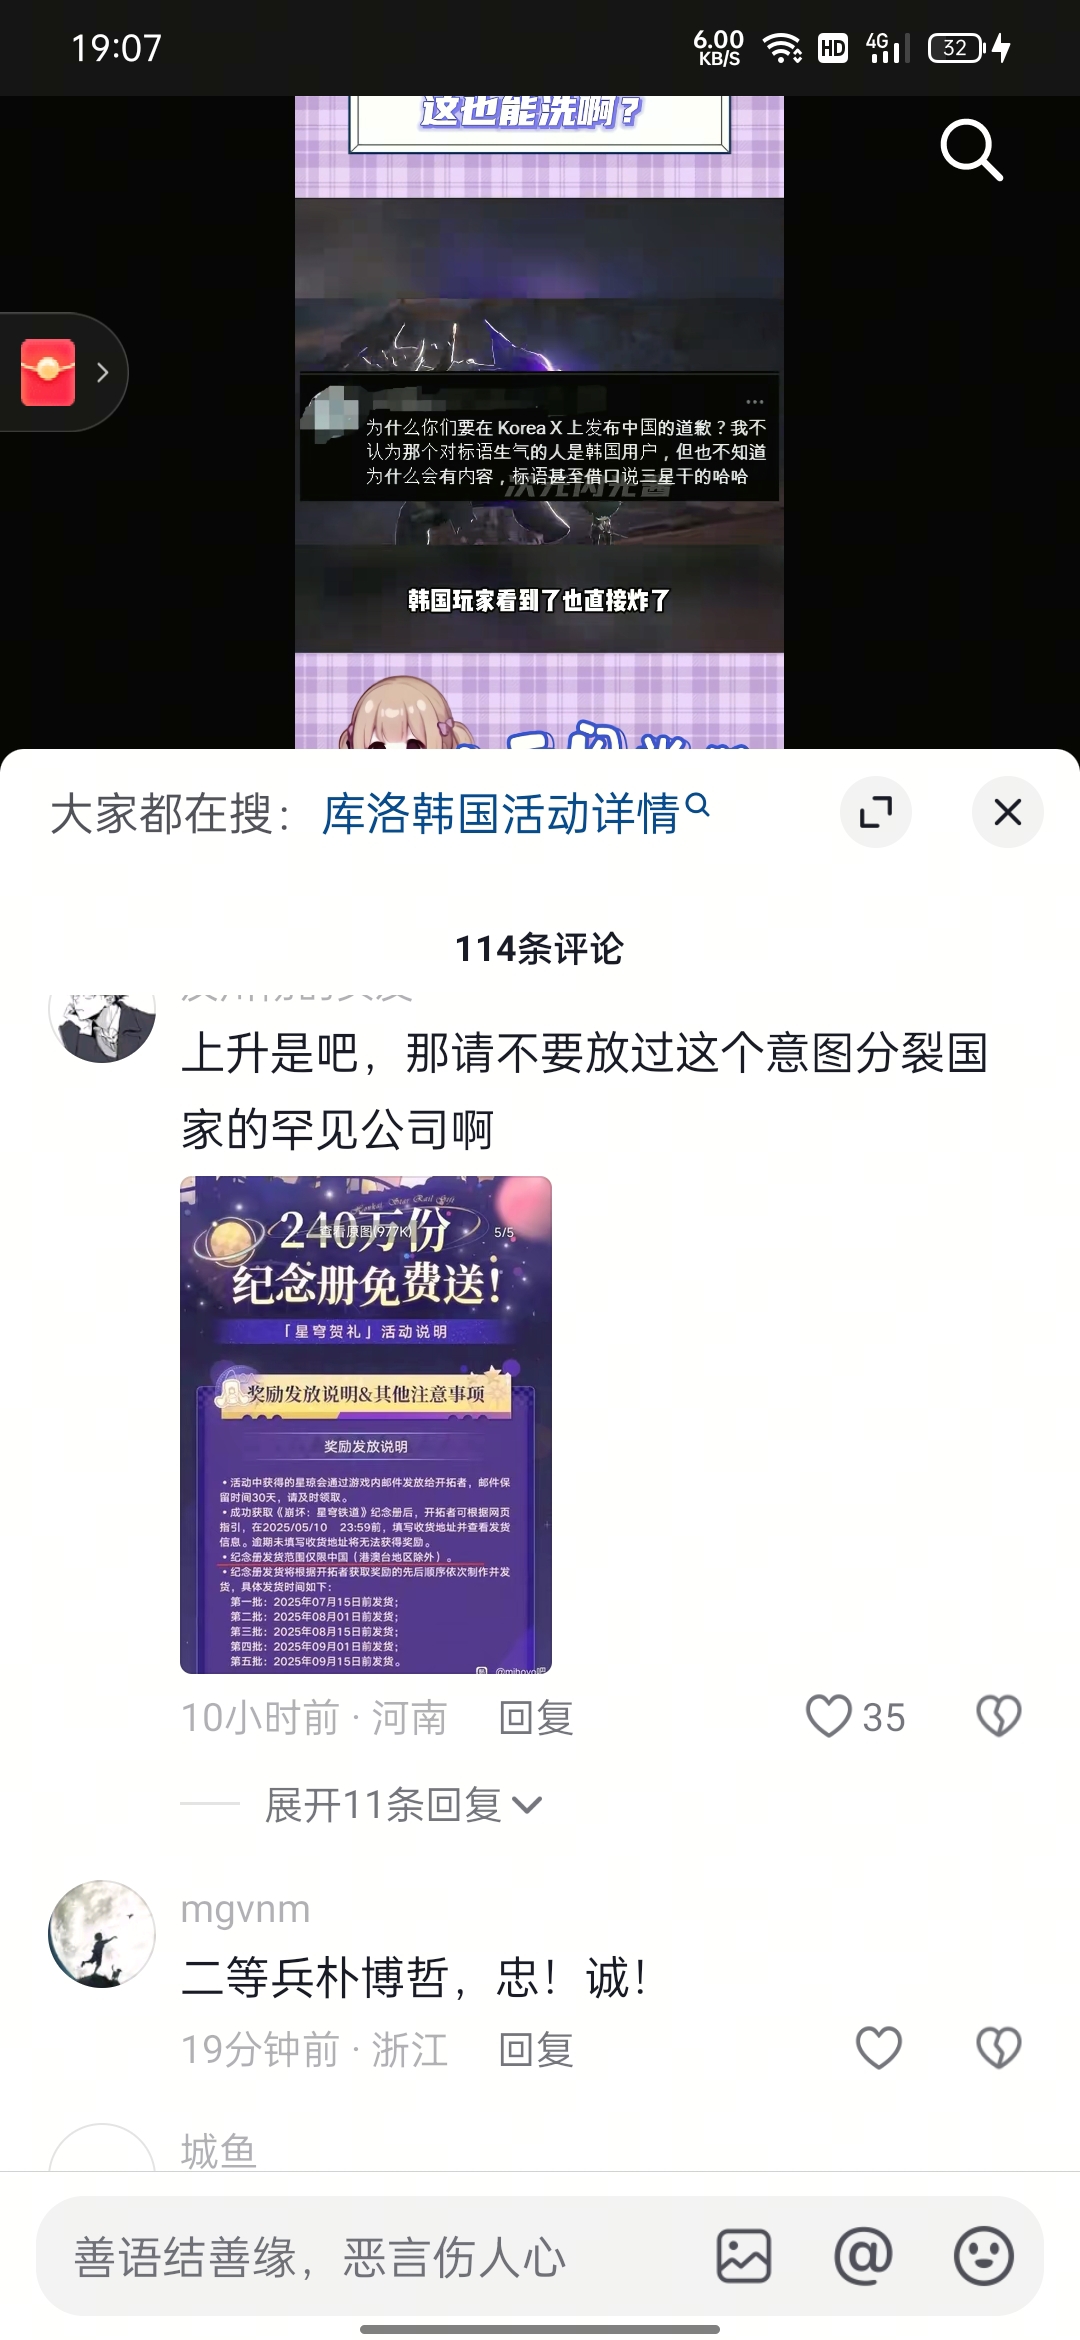 19:07
6.00
KB/S
HD
4G
32
这也能洗啊？
为什么你们要在 Korea X 上发布中国的道歉？我不
认为那个对标语生气的人是韩国用户，但也不知道
为什么会有内容，标语甚至借口说三星干的哈哈
韩国玩家看到了也直接炸了
大家都在搜：
库洛韩国活动详情
114条评论
上升是吧，那请不要放过这个意图分裂国
家的罕见公司啊
Honkai Star Rail Gift
240万份
查看原图(977K)
5/5
纪念册免费送！
「星穹贺礼」活动说明
奖励发放说明&其他注意事项
奖励发放说明
• 活动中获得的星琼会通过游戏内邮件发放给开拓者，邮件保
留时间30天，请及时领取。
• 成功获取《崩坏：星穹铁道》纪念册后，开拓者可根据网页
指引，在2025/05/10 23:59前，填写收货地址并查看发货
信息。逾期未填写收货地址将无法获得奖励。
• 纪念册发货范围仅限中国（港澳台地区除外）。
• 纪念册发货将根据开拓者获取奖励的先后顺序依次制作并发
货，具体发货时间如下：
第一批：2025年07月15日前发货；
第二批：2025年08月01日前发货；
第三批：2025年08月15日前发货；
第四批：2025年09月01日前发货；
第五批：2025年09月15日前发货。
@mihoyo吧
10小时前 · 河南
回复
35
展开11条回复
mgvnm
二等兵朴博哲，忠！诚！
19分钟前 · 浙江
回复
城鱼
善语结善缘，恶言伤人心